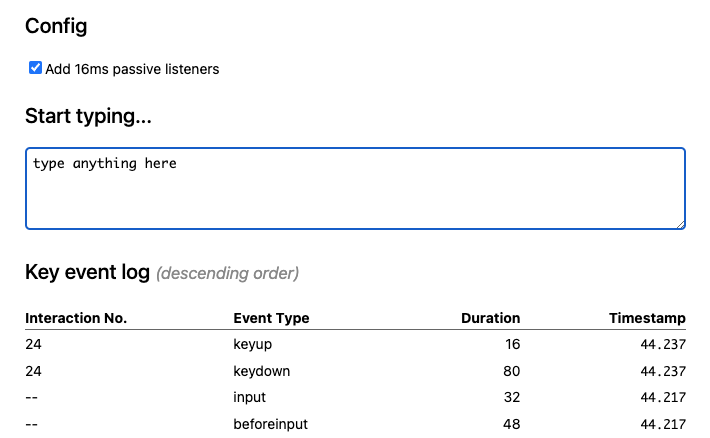 Config
Add 16ms passive listeners
Start typing...
type anything here
Key event log (descending order)
Interaction No. Event Type Duration Timestamp
24 keyup 16 44.237
24 keydown 80 44.237
-- input 32 44.217
-- beforeinput 48 44.217